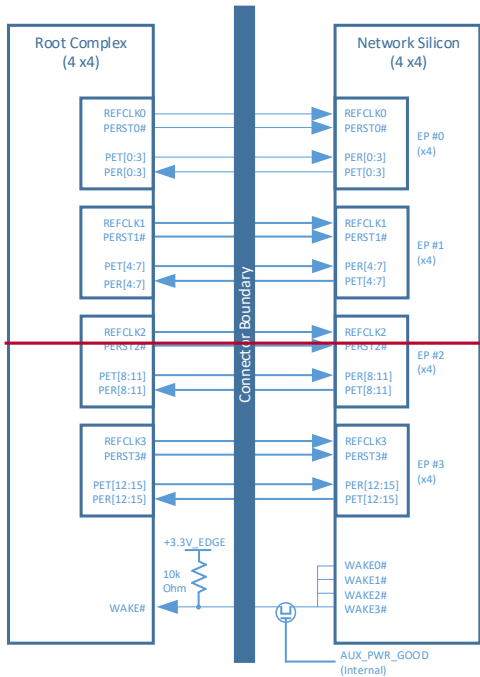 Root Complex
(4 x4)
Network Silicon
(4 x4)
REFCLK0
PERST0#
PET[0:3]
PER[0:3]
REFCLK0
PERST0#
PER[0:3]
PET[0:3]
EP #0
(x4)
REFCLK1
PERST1#
PET[4:7]
PER[4:7]
REFCLK1
PERST1#
PER[4:7]
PET[4:7]
EP #1
(x4)
Connector Boundary
REFCLK2
PERST2#
PET[8:11]
PER[8:11]
REFCLK2
PERST2#
PER[8:11]
PET[8:11]
EP #2
(x4)
REFCLK3
PERST3#
PET[12:15]
PER[12:15]
REFCLK3
PERST3#
PER[12:15]
PET[12:15]
EP #3
(x4)
+3.3V_EDGE
10k
Ohm
WAKE#
WAKE0#
WAKE1#
WAKE2#
WAKE3#
AUX_PWR_GOOD
(Internal)